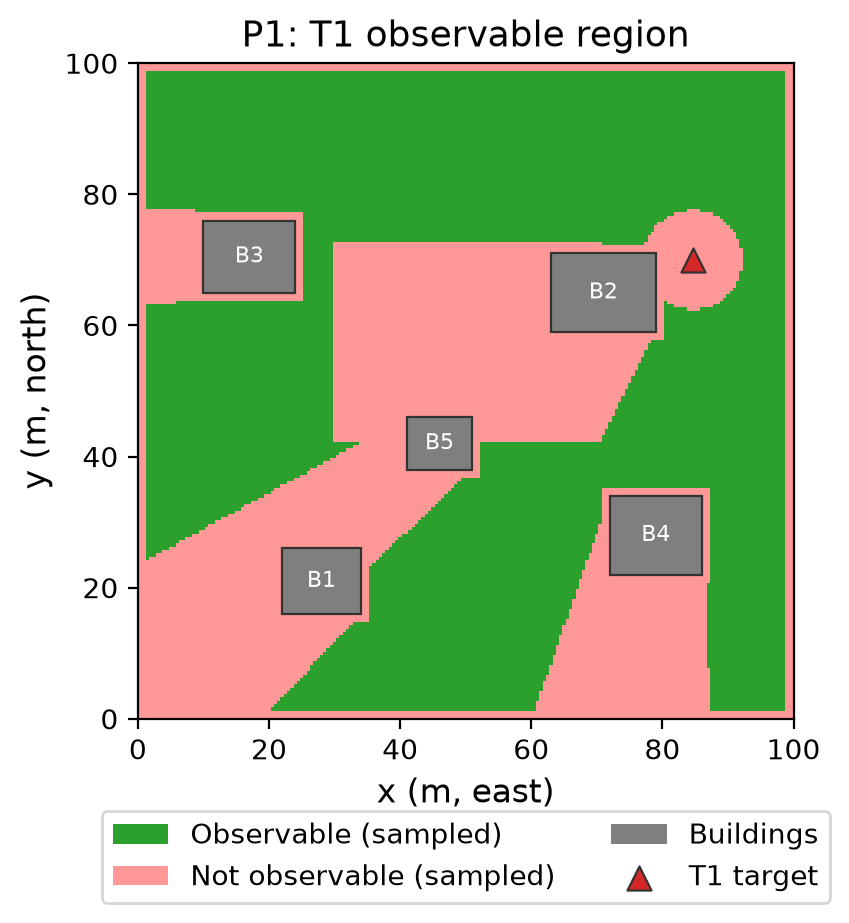 P1: T1 observable region
100
80
60
40
20
0
y (m, north)
B3
B2
B5
B4
B1
0 20 40 60 80 100
x (m, east)
Observable (sampled)
Not observable (sampled)
Buildings
T1 target